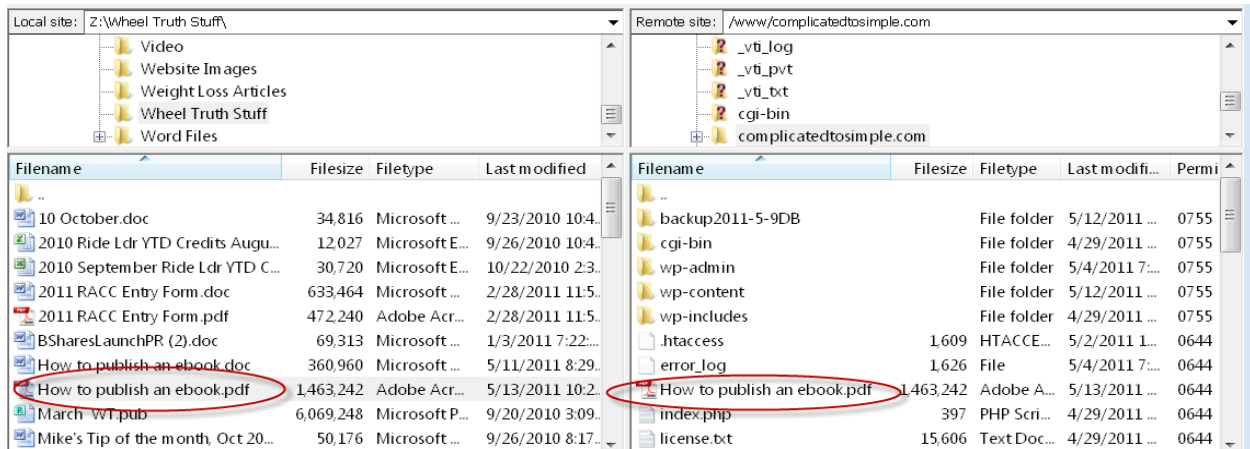 Local site: Z:\Wheel Truth Stuff\
Video
Website Images
Weight Loss Articles
Wheel Truth Stuff
Word Files
Filename Filesize Filetype Last modified
..
10 October.doc 34,816 Microsoft ... 9/23/2010 10:4...
2010 Ride Ldr YTD Credits Augu... 12,027 Microsoft E... 9/26/2010 10:4...
2010 September Ride Ldr YTD C... 30,720 Microsoft E... 10/22/2010 2:3...
2011 RACC Entry Form.doc 633,464 Microsoft ... 2/28/2011 11:5...
2011 RACC Entry Form.pdf 472,240 Adobe Acr... 2/28/2011 11:5...
BSharesLaunchPR (2).doc 69,313 Microsoft ... 1/3/2011 7:22:...
How to publish an ebook.doc 360,960 Microsoft ... 5/11/2011 8:29...
How to publish an ebook.pdf 1,463,242 Adobe Acr... 5/13/2011 10:2...
March WT.pub 6,069,248 Microsoft P... 9/20/2010 3:09...
Mike's Tip of the month, Oct 20... 50,176 Microsoft ... 9/26/2010 8:17...
Remote site: /www/complicatedtosimple.com
_vti_log
_vti_pvt
_vti_txt
cgi-bin
complicatedtosimple.com
Filename Filesize Filetype Last modifi... Permi
..
backup2011-5-9DB File folder 5/12/2011 ... 0755
cgi-bin File folder 4/29/2011 ... 0755
wp-admin File folder 5/4/2011 7:... 0755
wp-content File folder 5/12/2011 ... 0755
wp-includes File folder 4/29/2011 ... 0755
.htaccess 1,609 HTACCE... 5/2/2011 1... 0644
error_log 1,626 File 5/4/2011 7:... 0644
How to publish an ebook.pdf 1,463,242 Adobe A... 5/13/2011 ... 0644
index.php 397 PHP Scri... 4/29/2011 ... 0644
license.txt 15,606 Text Doc... 4/29/2011 ... 0644